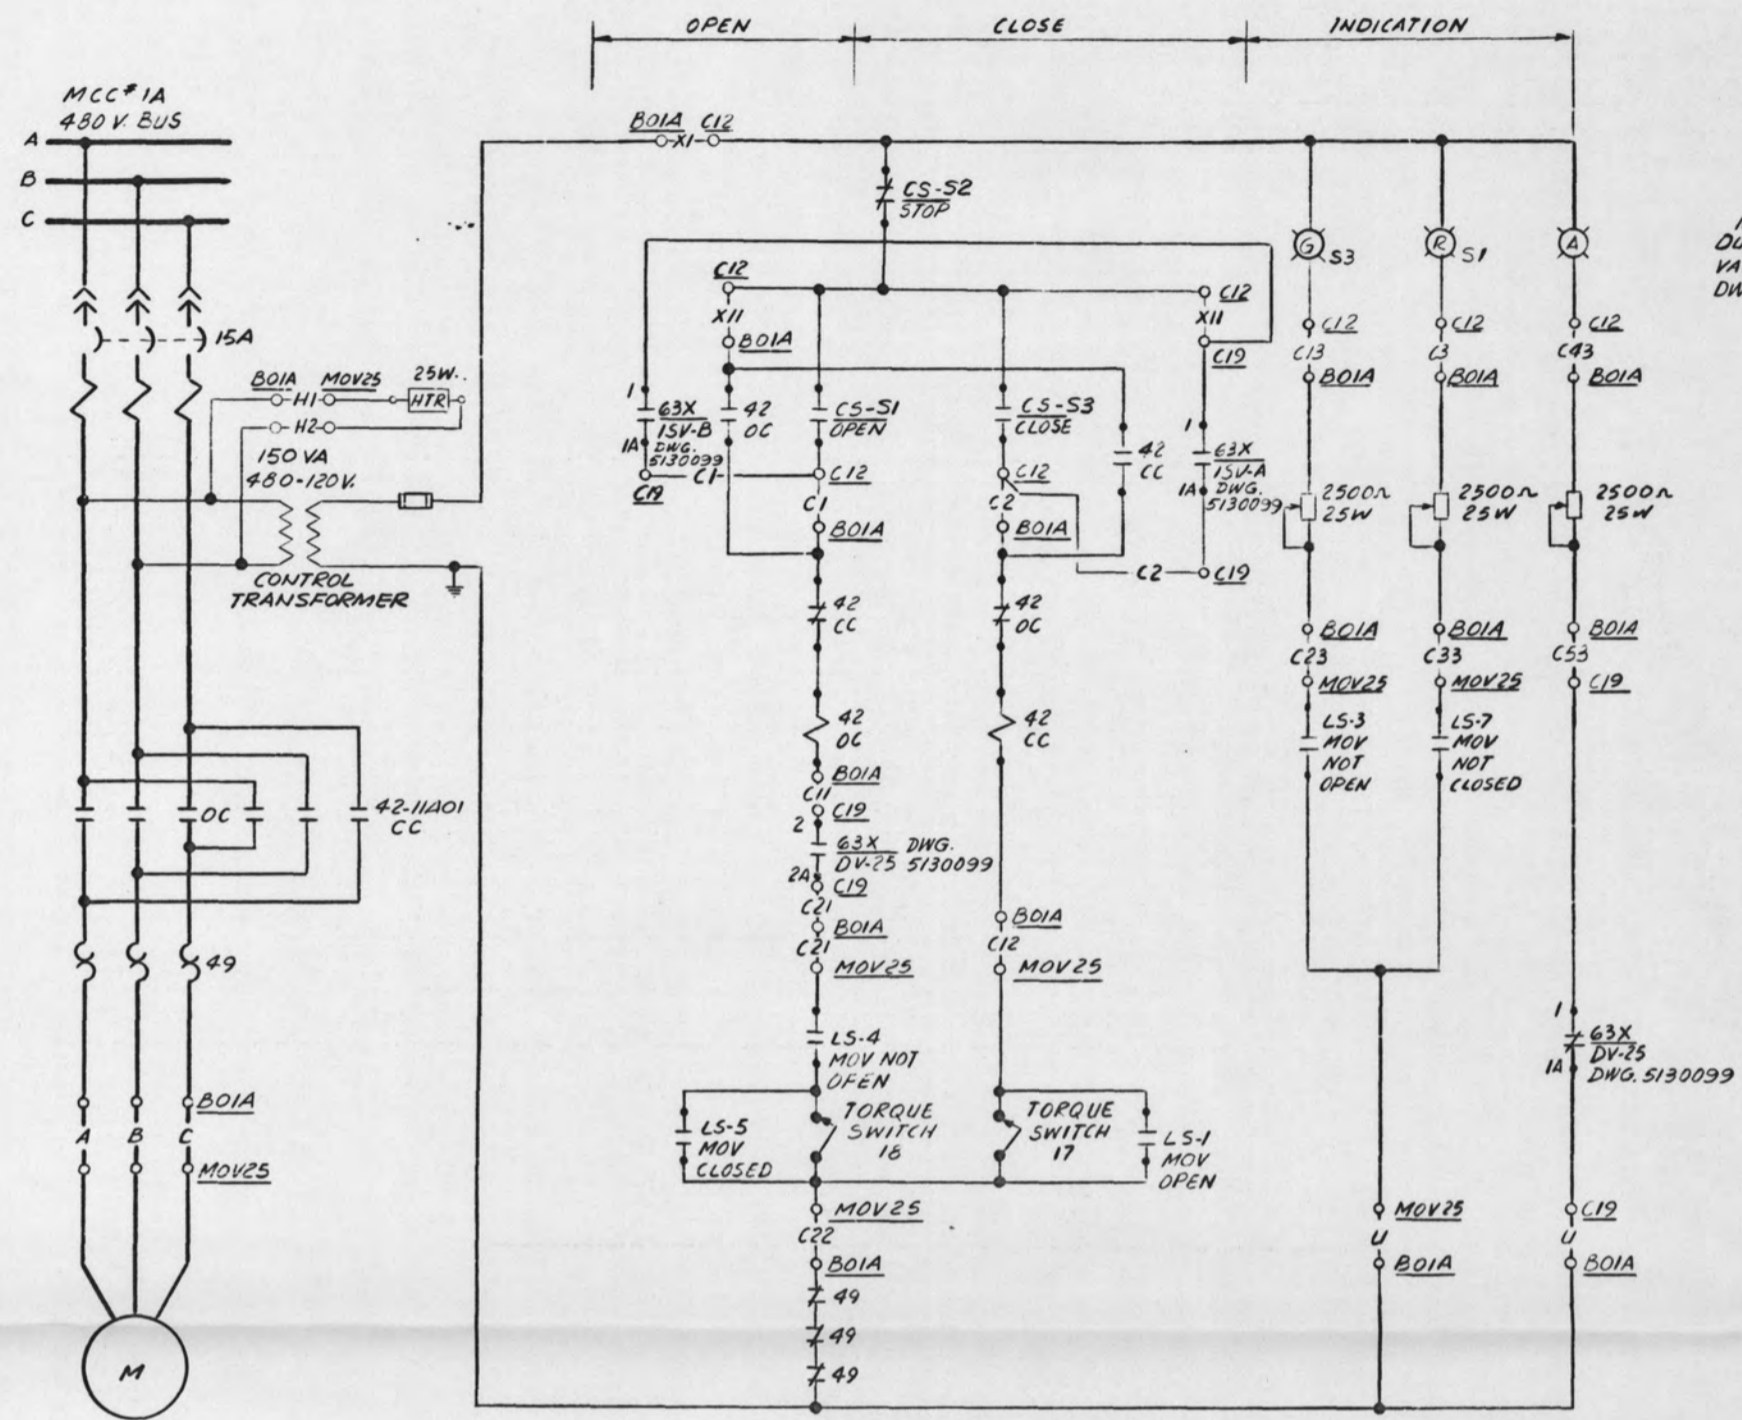 OPEN
CLOSE
INDICATION
MCC#1A
480 V. BUS
A
B
C
15A
B01A
MOV25
25W..
H1
HTR
H2
150 VA
480-120V.
CONTROL
TRANSFORMER
OC
42-11A01
CC
49
B01A
A
B
C
MOV25
M
B01A
C12
X1
CS-S2
STOP
C12
X11
B01A
1
63X
ISV-B
1A
DWG.
5130099
C19
C1
42
OC
CS-S1
OPEN
C12
C1
B01A
42
CC
42
OC
B01A
C11
C19
2
63X DWG.
DV-25 5130099
2A
C19
C21
B01A
C21
MOV25
LS-4
MOV NOT
OPEN
LS-5
MOV
CLOSED
TORQUE
SWITCH
18
MOV25
C22
B01A
49
49
49
CS-S3
CLOSE
C12
C2
B01A
42
CC
C12
X11
C19
1
63X
ISV-A
1A
DWG.
5130099
C2
C19
42
OC
42
CC
B01A
C12
MOV25
TORQUE
SWITCH
17
LS-1
MOV
OPEN
G
S3
C12
C13
B01A
2500Ω
25W
B01A
C23
MOV25
LS-3
MOV
NOT
OPEN
R
S1
C12
C3
B01A
2500Ω
25W
B01A
C33
MOV25
LS-7
MOV
NOT
CLOSED
MOV25
U
B01A
A
C12
C43
B01A
2500Ω
25W
B01A
C53
C19
1
63X
DV-25
1A
DWG. 5130099
C19
U
B01A
VA
DW